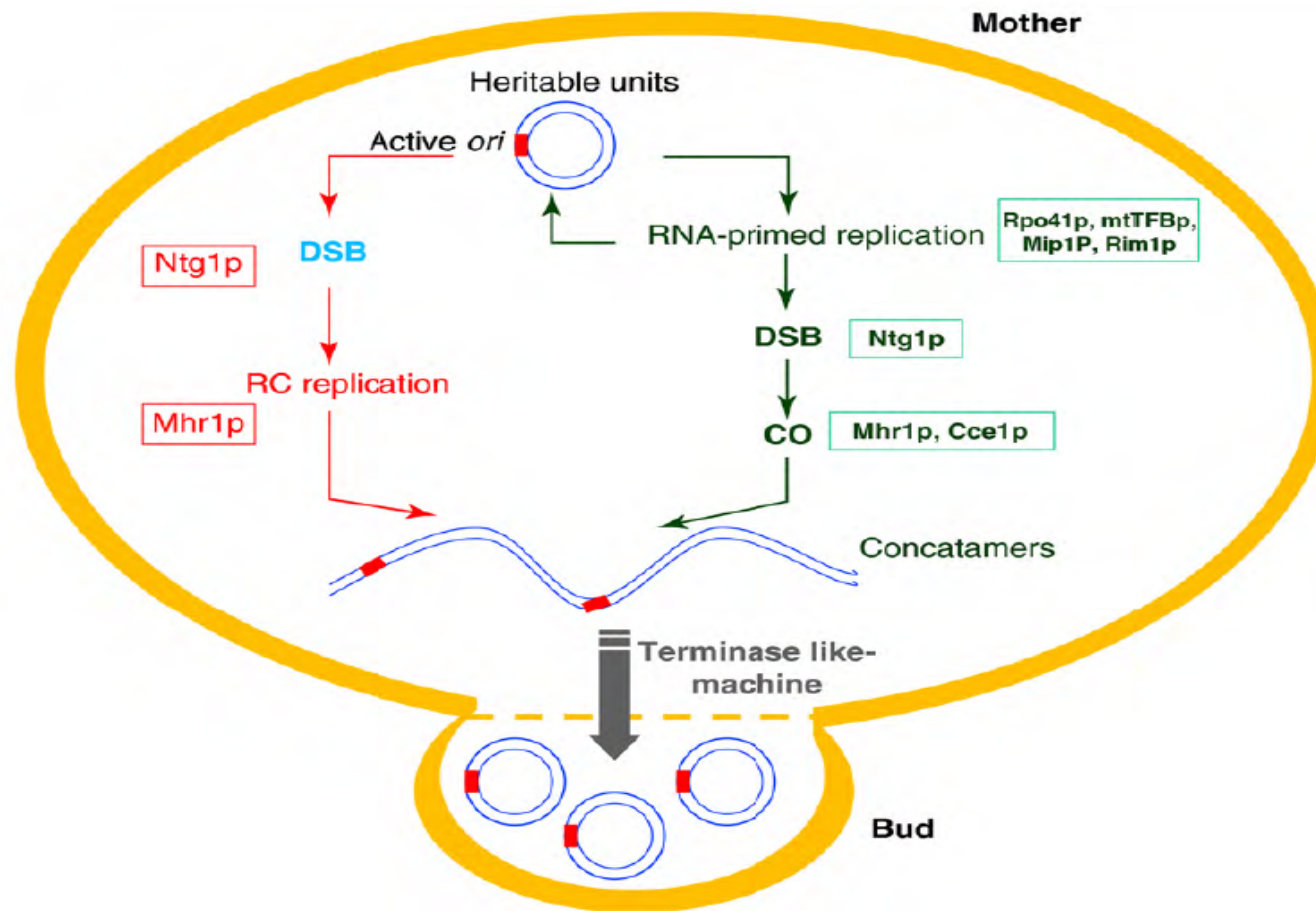 Mother
Heritable units
Active ori
RNA-primed replication
Rpo41p, mtTFBp,
Mip1P, Rim1p
DSB
Ntg1p
DSB
Ntg1p
RC replication
Mhr1p
CO
Mhr1p, Cce1p
Concatamers
Terminase like-
machine
Bud